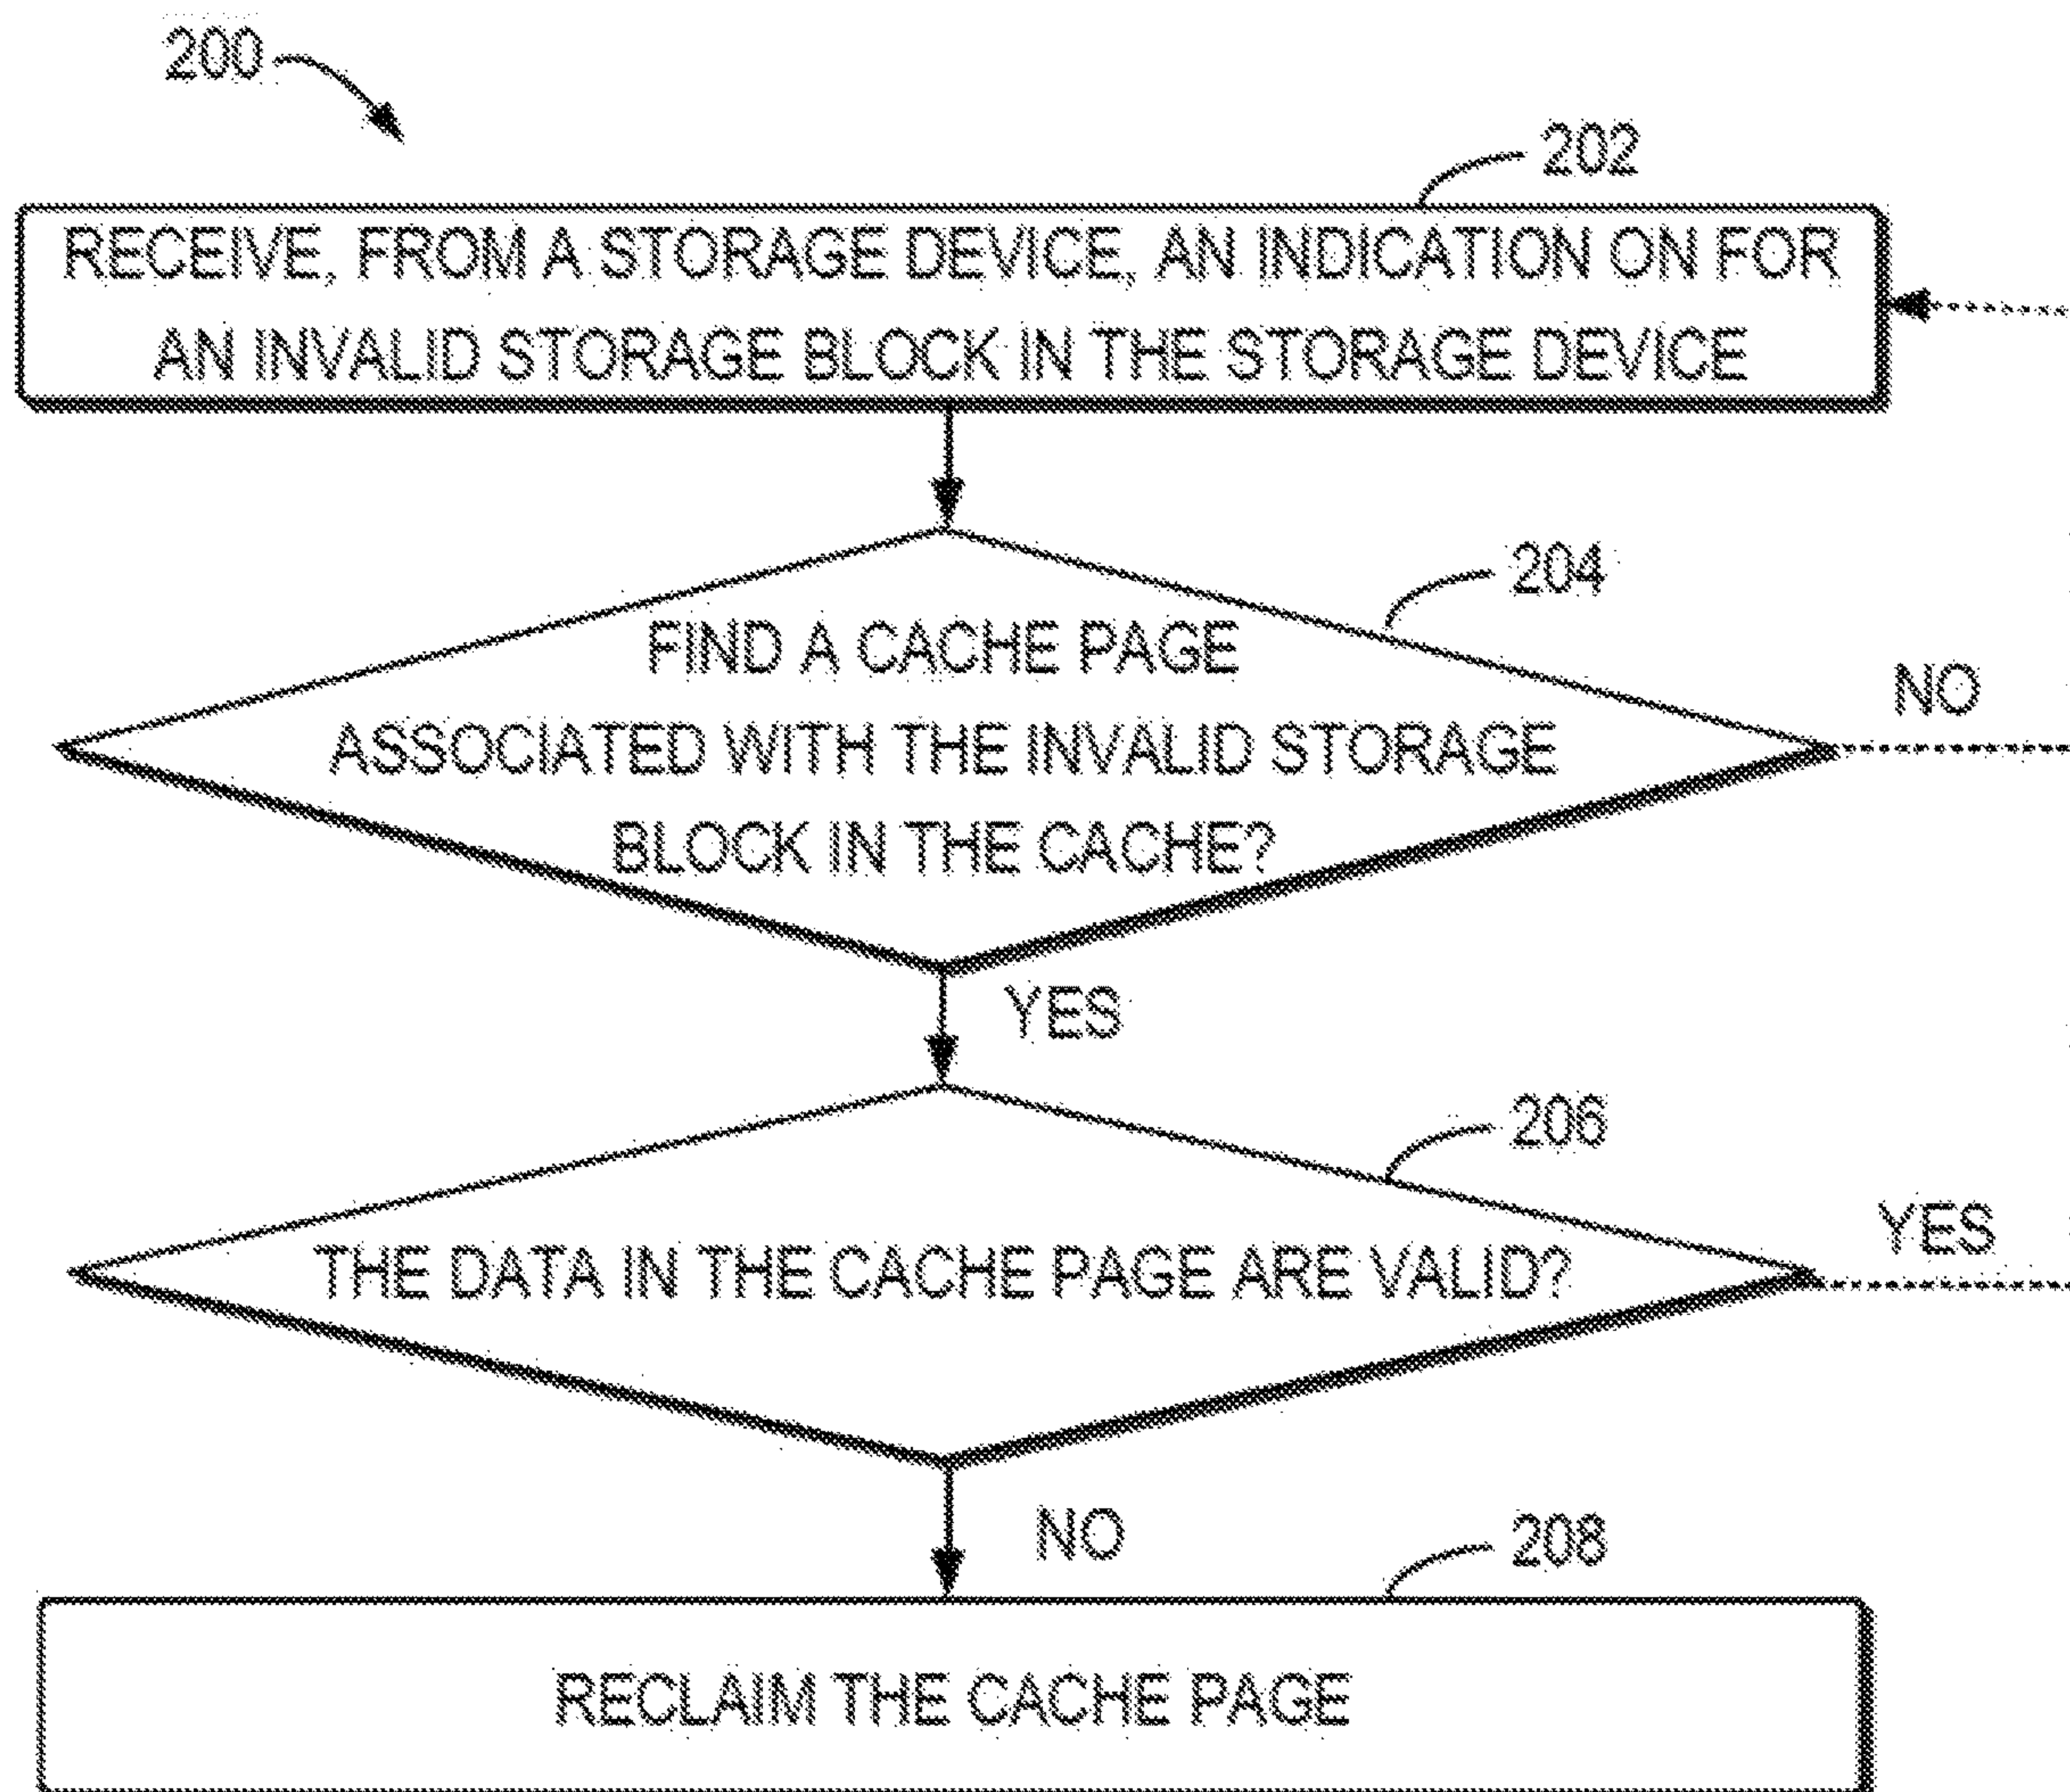 200
202
RECEIVE, FROM A STORAGE DEVICE, AN INDICATION ON FOR
AN INVALID STORAGE BLOCK IN THE STORAGE DEVICE
204
FIND A CACHE PAGE
NO
ASSOCIATED WITH THE INVALID STORAGE
BLOCK IN THE CACHE?
YES
206
YES
THE DATA IN THE CACHE PAGE ARE VALID?
NO
208
RECLAIM THE CACHE PAGE